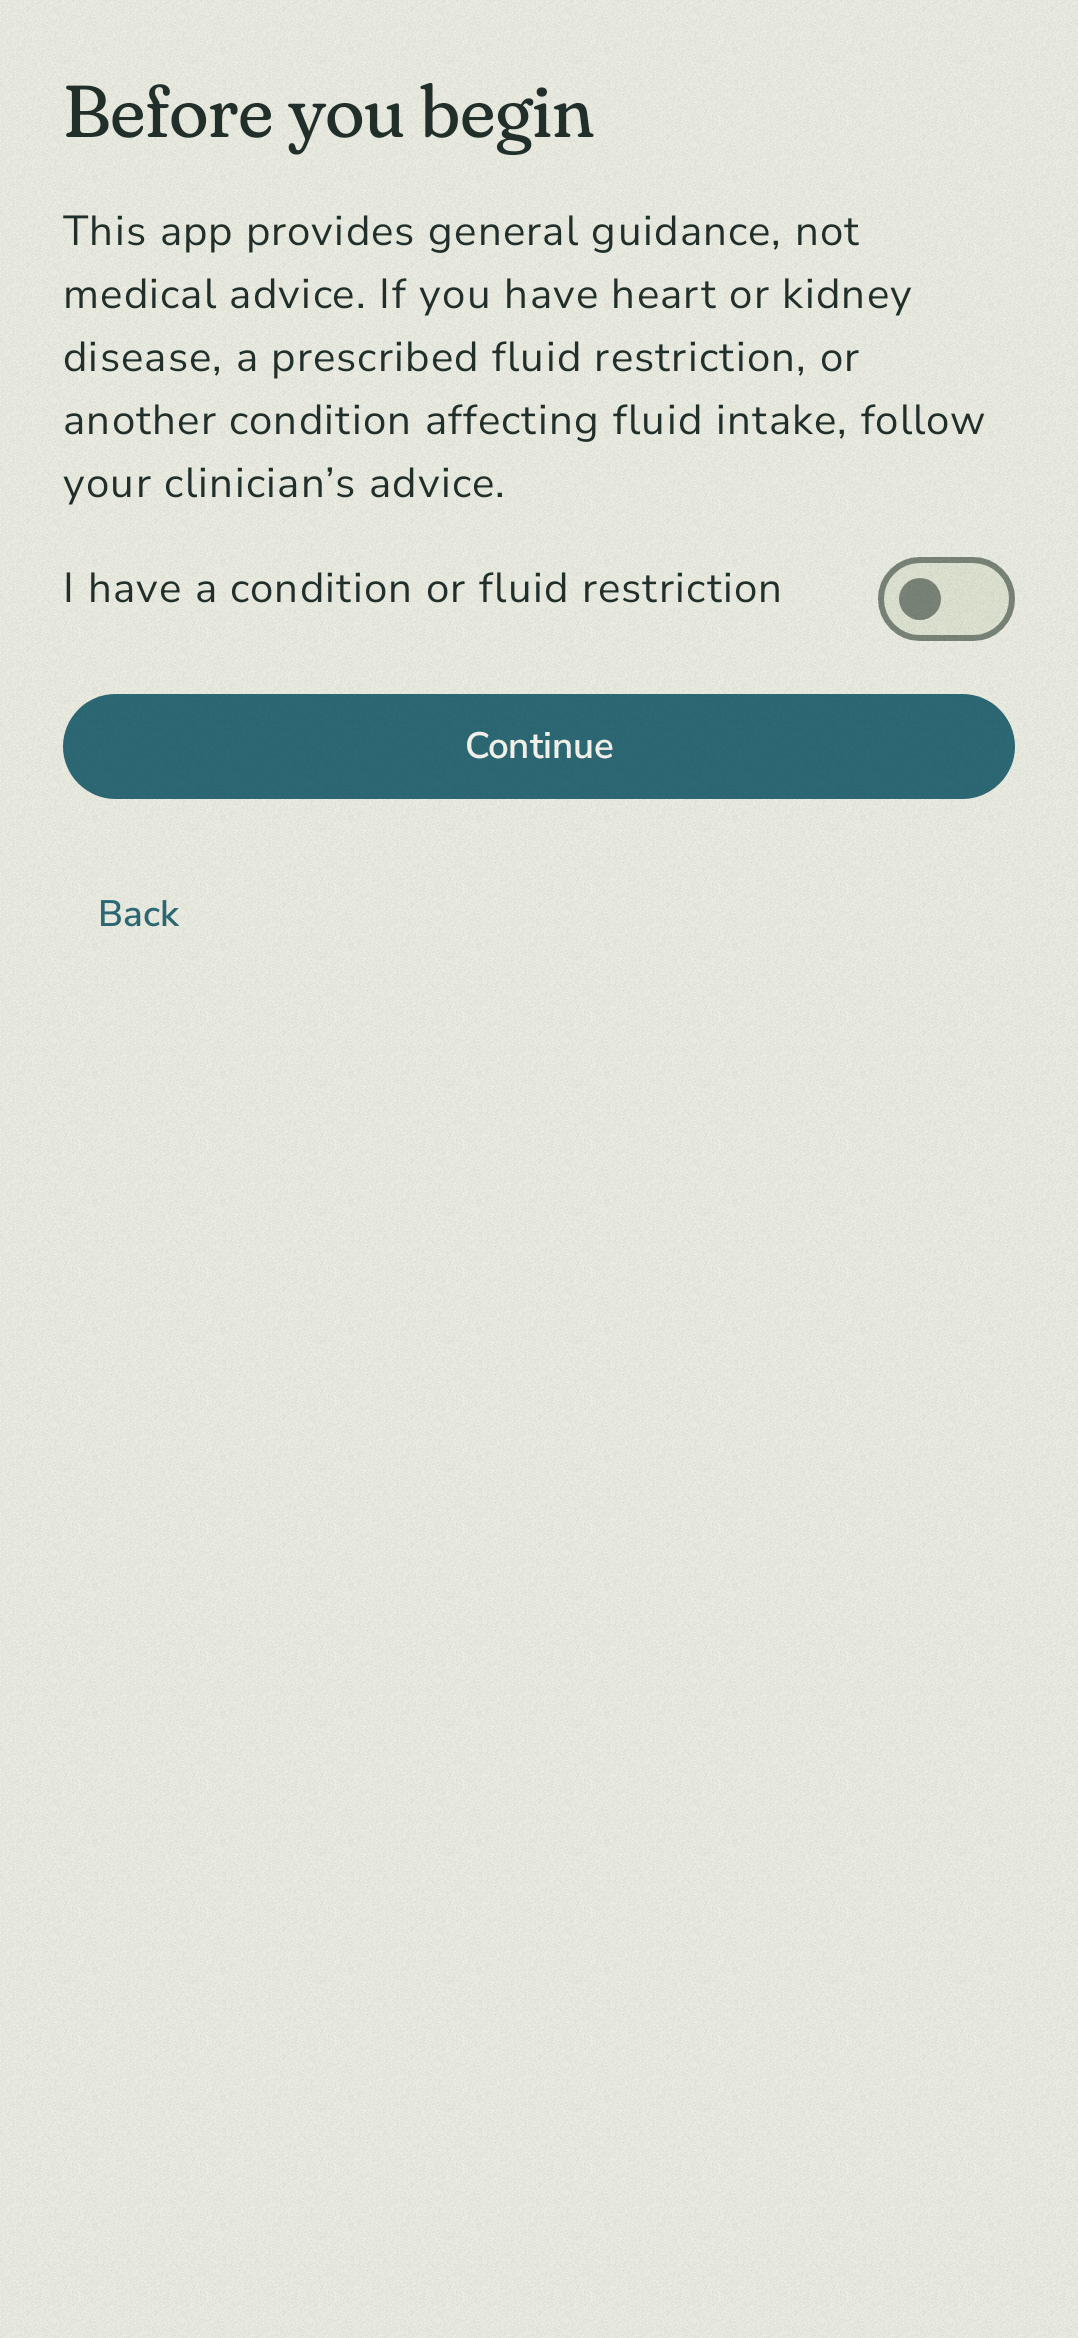 Before you begin
This app provides general guidance, not
medical advice. If you have heart or kidney
disease, a prescribed fluid restriction, or
another condition affecting fluid intake, follow
your clinician’s advice.
I have a condition or fluid restriction
Continue
Back